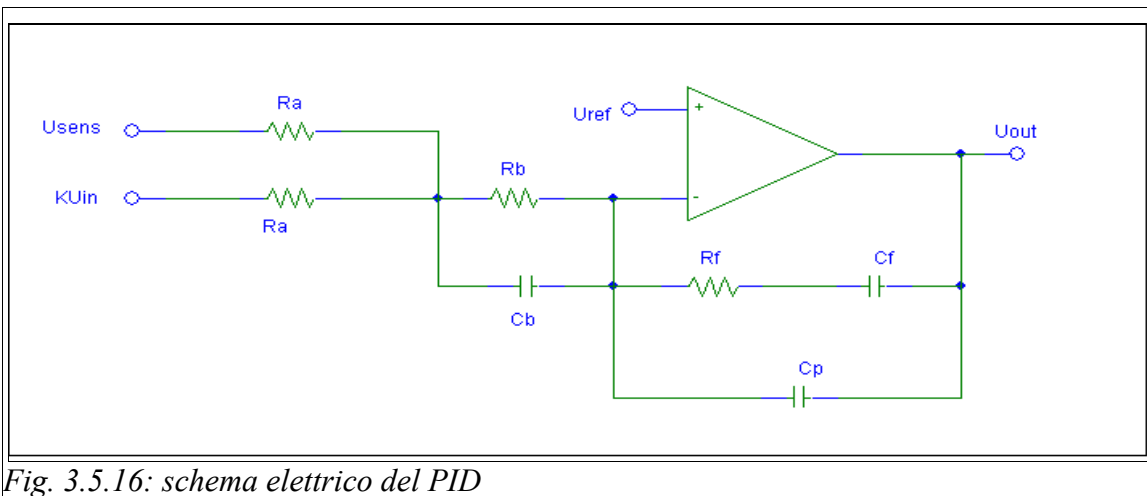 Ra
Uref
+
Usens
Uout
Rb
KUin
-
Ra
Rf
Cf
Cb
Cp
Fig. 3.5.16: schema elettrico del PID